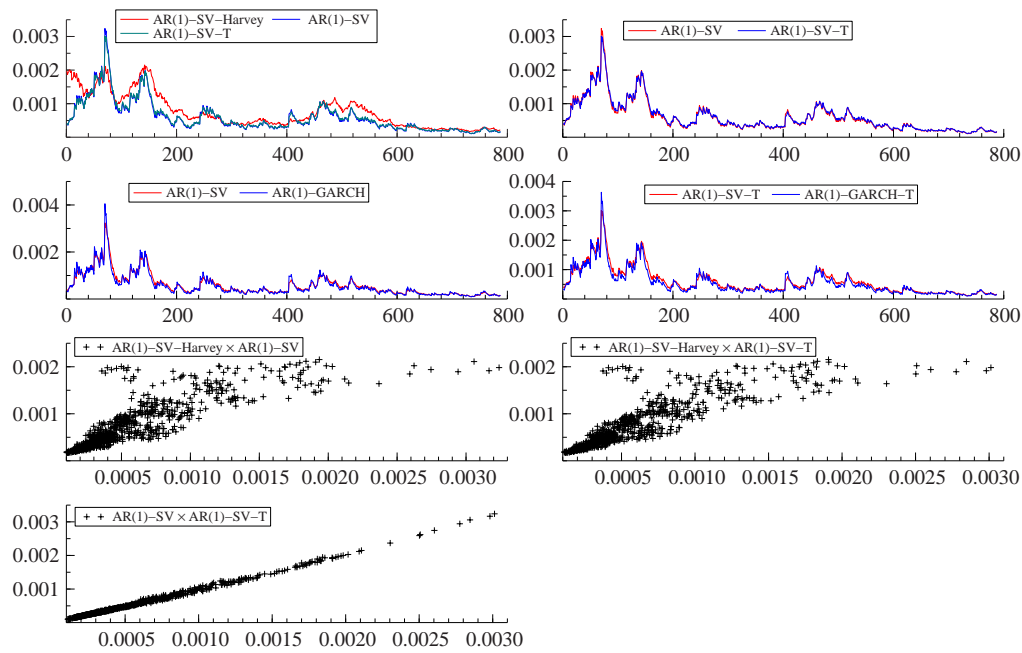 AR(1)−SV−Harvey AR(1)−SV
AR(1)−SV−T
0.003
0.002
0.001
0 200 400 600 800
AR(1)−SV AR(1)−SV−T
0.003
0.002
0.001
0 200 400 600 800
AR(1)−SV AR(1)−GARCH
0.004
0.002
0 200 400 600 800
AR(1)−SV−T AR(1)−GARCH−T
0.004
0.003
0.002
0.001
0 200 400 600 800
AR(1)−SV−Harvey × AR(1)−SV
0.002
0.001
0.0005 0.0010 0.0015 0.0020 0.0025 0.0030
AR(1)−SV−Harvey × AR(1)−SV−T
0.002
0.001
0.0005 0.0010 0.0015 0.0020 0.0025 0.0030
AR(1)−SV × AR(1)−SV−T
0.003
0.002
0.001
0.0005 0.0010 0.0015 0.0020 0.0025 0.0030